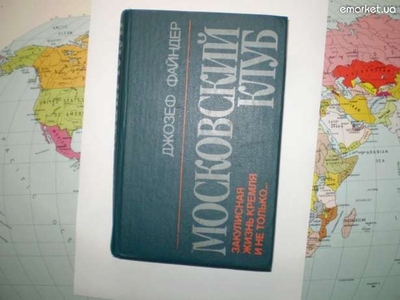 emarket.ua
ДЖОЗЕФ ФАЙНДЕР
МОСКОВСКИЙ
КЛУБ
ЗАКУЛИСНАЯ
ЖИЗНЬ КРЕМЛЯ
И НЕ ТОЛЬКО...